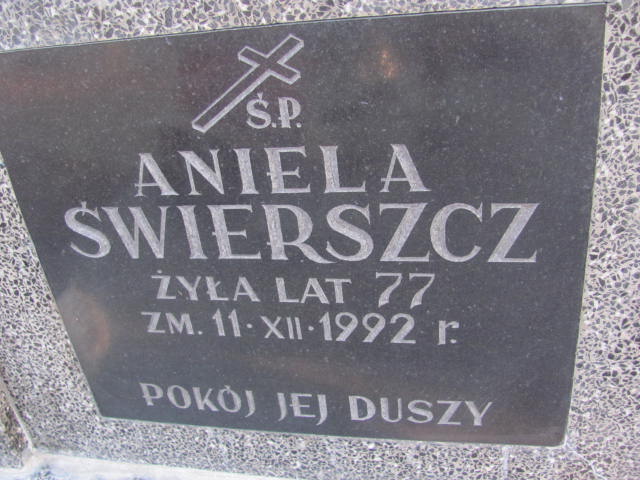 Ś.P.
ANIELA
ŚWIERSZCZ
ŻYŁA LAT 77
ZM. 11·XII·1992 r.
POKÓJ JEJ DUSZY